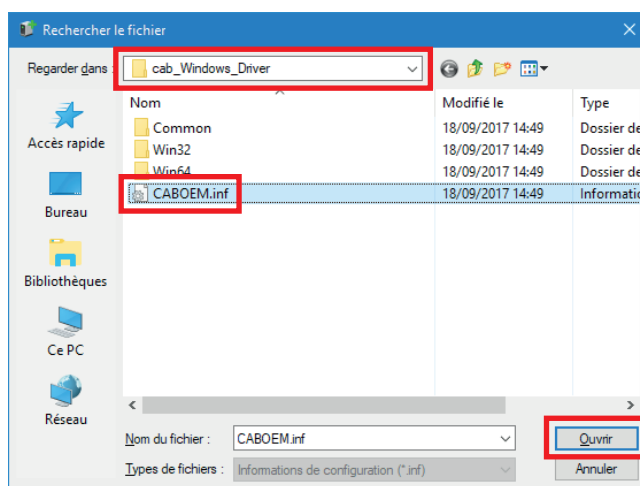 Rechercher le fichier
Regarder dans :
cab_Windows_Driver
Nom Modifié le Type
Common 18/09/2017 14:49 Dossier de
Win32 18/09/2017 14:49 Dossier de
Win64 18/09/2017 14:49 Dossier de
CABOEM.inf 18/09/2017 14:49 Informatio
Accès rapide
Bureau
Bibliothèques
Ce PC
Réseau
Nom du fichier : CABOEM.inf Ouvrir
Types de fichiers : Informations de configuration (*.inf) Annuler